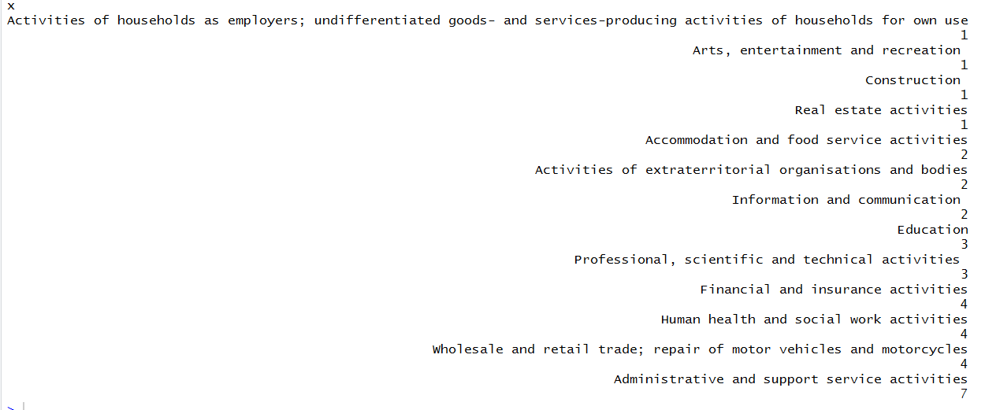 x
Activities of households as employers; undifferentiated goods- and services-producing activities of households for own use
1
Arts, entertainment and recreation
1
Construction
1
Real estate activities
1
Accommodation and food service activities
2
Activities of extraterritorial organisations and bodies
2
Information and communication
2
Education
3
Professional, scientific and technical activities
3
Financial and insurance activities
4
Human health and social work activities
4
Wholesale and retail trade; repair of motor vehicles and motorcycles
4
Administrative and support service activities
7
>